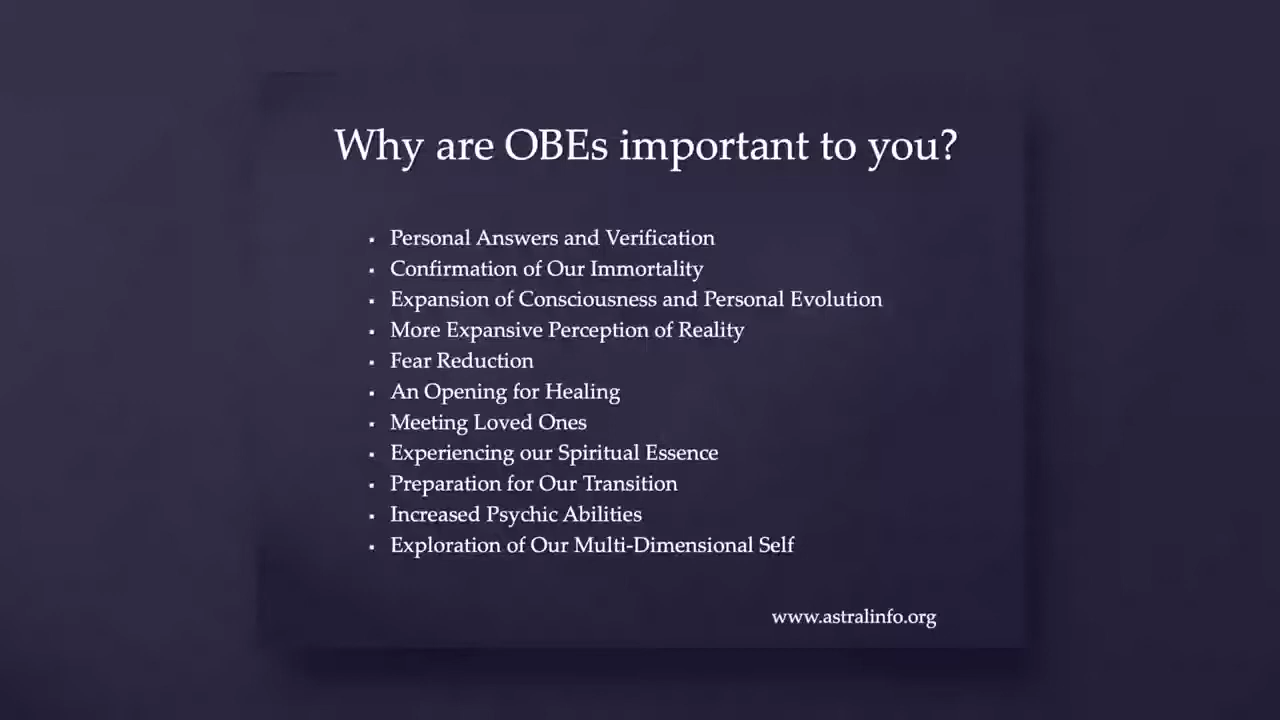 Why are OBEs important to you?
▪ Personal Answers and Verification
▪ Confirmation of Our Immortality
▪ Expansion of Consciousness and Personal Evolution
▪ More Expansive Perception of Reality
▪ Fear Reduction
▪ An Opening for Healing
▪ Meeting Loved Ones
▪ Experiencing our Spiritual Essence
▪ Preparation for Our Transition
▪ Increased Psychic Abilities
▪ Exploration of Our Multi-Dimensional Self
www.astralinfo.org